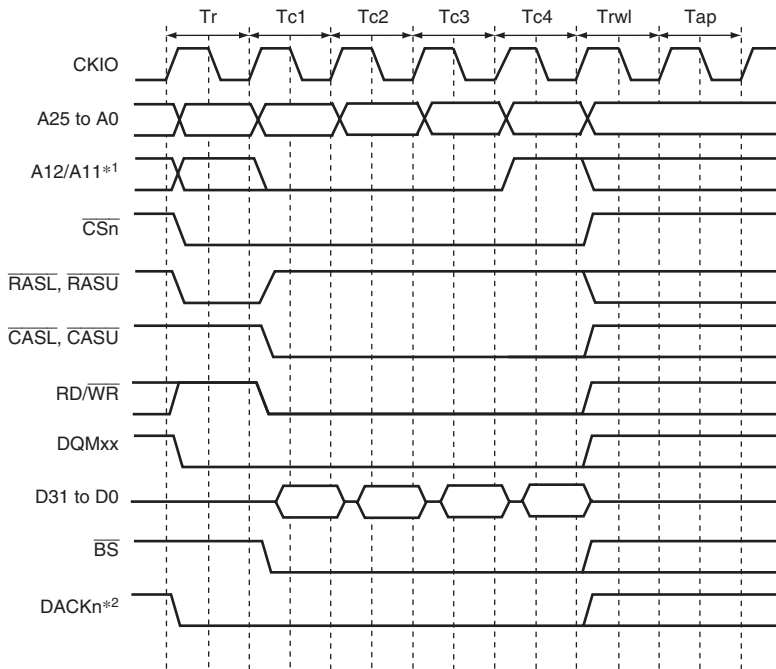 Tr Tc1 Tc2 Tc3 Tc4 Trwl Tap
CKIO
A25 to A0
A12/A11*1
CSn
RASL, RASU
CASL, CASU
RD/WR
DQMxx
D31 to D0
BS
DACKn*2